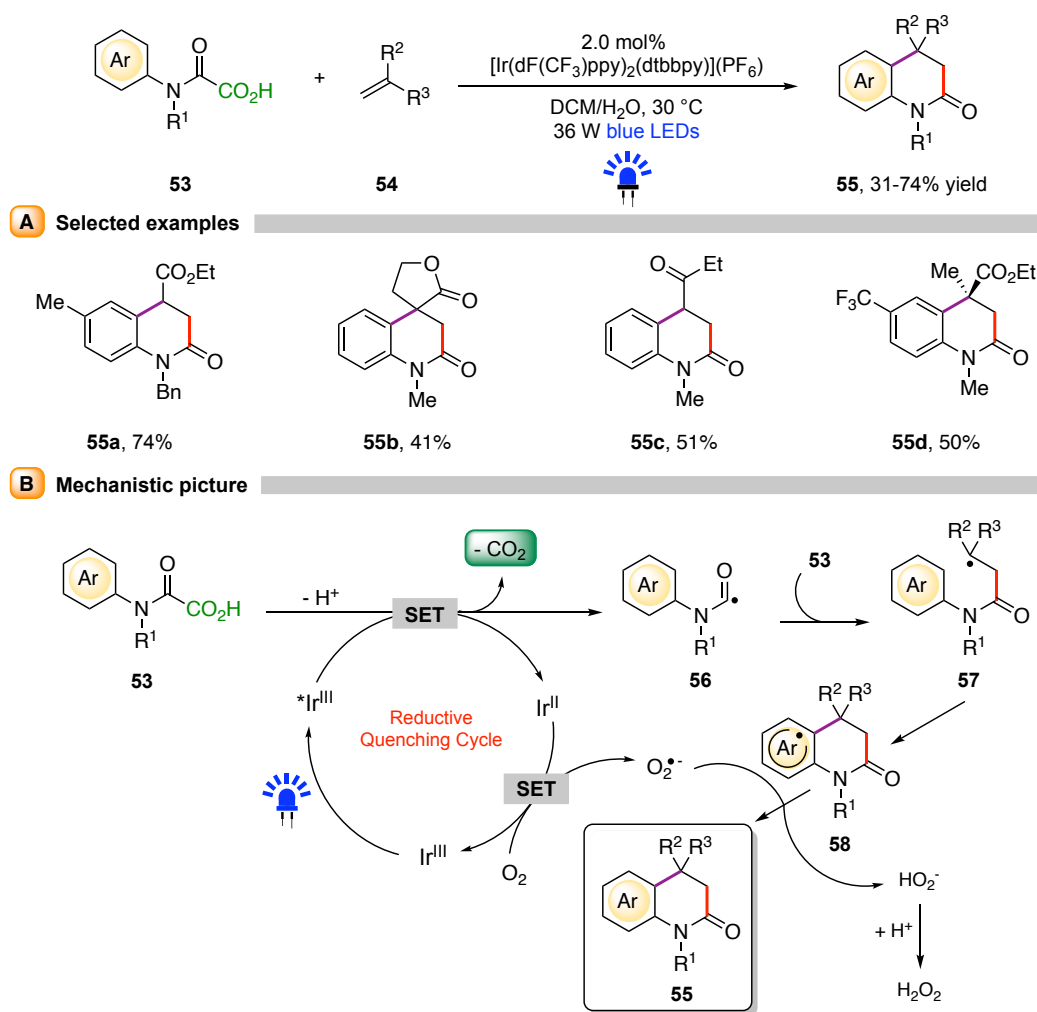 Ar
N
R1
O
CO2H
53
+
R2
R3
54
2.0 mol%
[Ir(dF(CF3)ppy)2(dtbbpy)](PF6)
DCM/H2O, 30 °C
36 W blue LEDs
R2 R3
Ar
N
O
R1
55, 31-74% yield
A Selected examples
CO2Et
Me
N
O
Bn
55a, 74%
O
O
N
O
Me
55b, 41%
O
Et
N
O
Me
55c, 51%
Me
CO2Et
F3C
N
O
Me
55d, 50%
B Mechanistic picture
Ar
N
R1
O
CO2H
53
- H+
- CO2
SET
*IrIII
IrII
Reductive
Quenching Cycle
SET
IrIII
O2
O2•-
Ar
N
R1
O
•
56
53
R2 R3
•
Ar
N
O
R1
57
R2 R3
Ar
•
N
O
R1
58
R2 R3
Ar
N
O
R1
55
HO2-
+ H+
H2O2